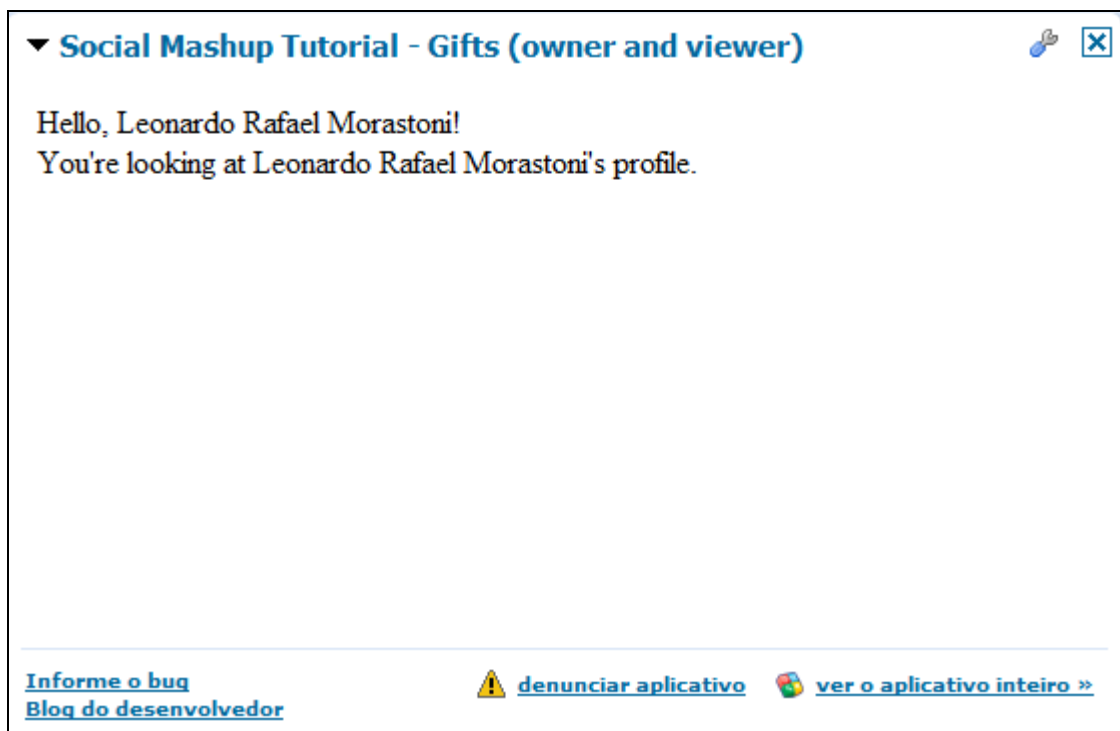 Social Mashup Tutorial - Gifts (owner and viewer)
Hello, Leonardo Rafael Morastoni!
You're looking at Leonardo Rafael Morastoni's profile.
Informe o bug
denunciar aplicativo
ver o aplicativo inteiro »
Blog do desenvolvedor